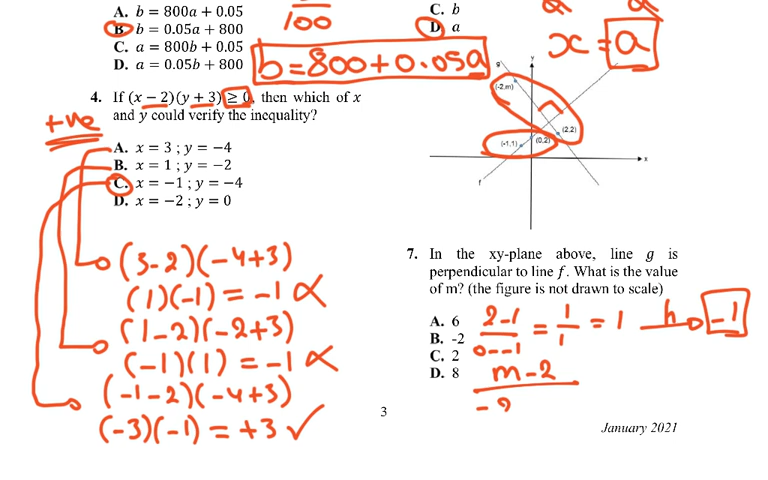 A. b = 800a + 0.05
B. b = 0.05a + 800
C. a = 800b + 0.05
D. a = 0.05b + 800
100
b=800+0.05a
C. b
D. a
x = a
4. If (x − 2)(y + 3) ≥ 0, then which of x
and y could verify the inequality?
+ve
A. x = 3 ; y = −4
B. x = 1 ; y = −2
C. x = −1 ; y = −4
D. x = −2 ; y = 0
(3-2)(-4+3)
(1)(-1) = -1
(1-2)(-2+3)
(-1)(1) = -1
(-1-2)(-4+3)
(-3)(-1) = +3 ✓
y
g
(-2,m)
(2,2)
(0,2)
(-1,1)
x
f
7. In the xy-plane above, line g is
perpendicular to line f. What is the value
of m? (the figure is not drawn to scale)
A. 6
B. -2
C. 2
D. 8
2-1
0--1
= 1/1 = 1
-1
m-2
3
January 2021